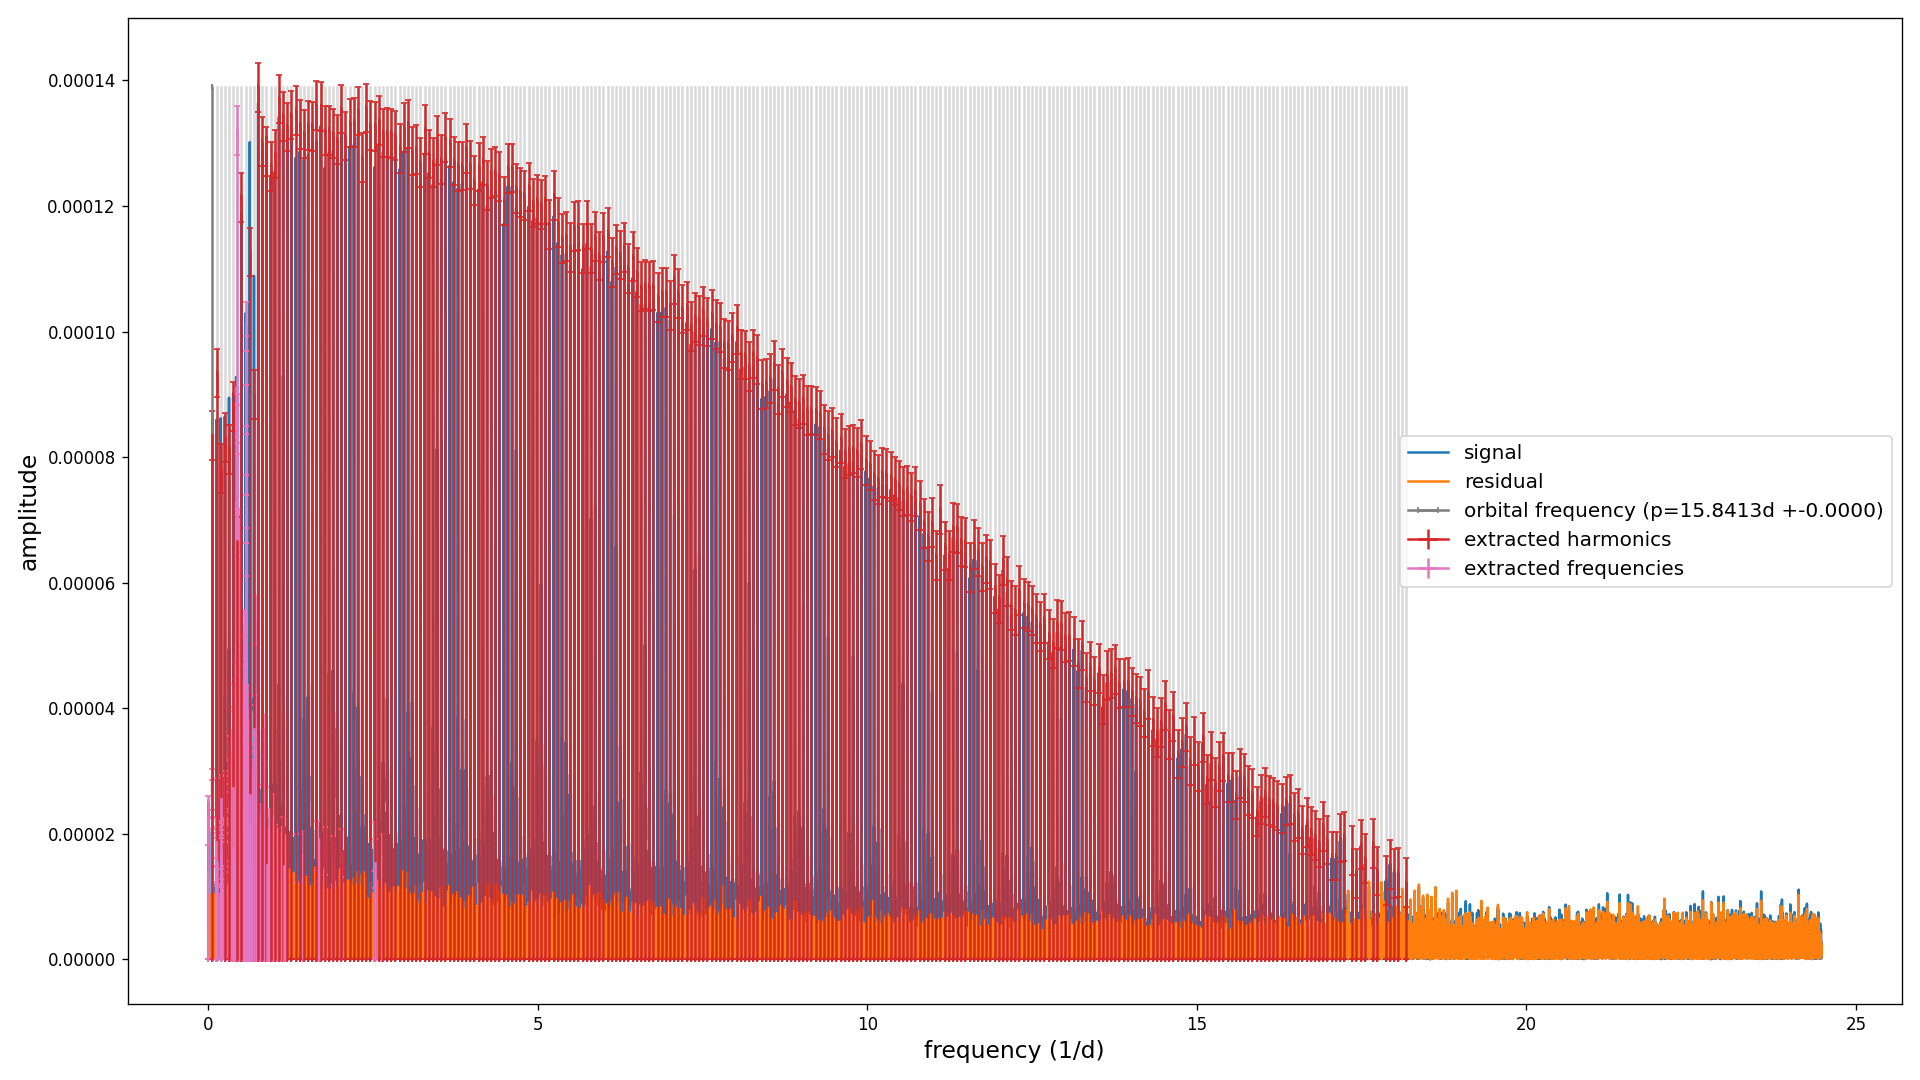 amplitude
0.00014
0.00012
0.00010
0.00008
0.00006
0.00004
0.00002
0.00000
0
5
10
15
20
25
frequency (1/d)
signal
residual
orbital frequency (p=15.8413d +-0.0000)
extracted harmonics
extracted frequencies